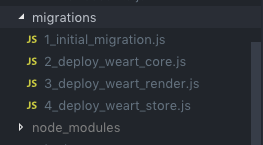 migrations
JS 1_initial_migration.js
JS 2_deploy_weart_core.js
JS 3_deploy_weart_render.js
JS 4_deploy_weart_store.js
node_modules